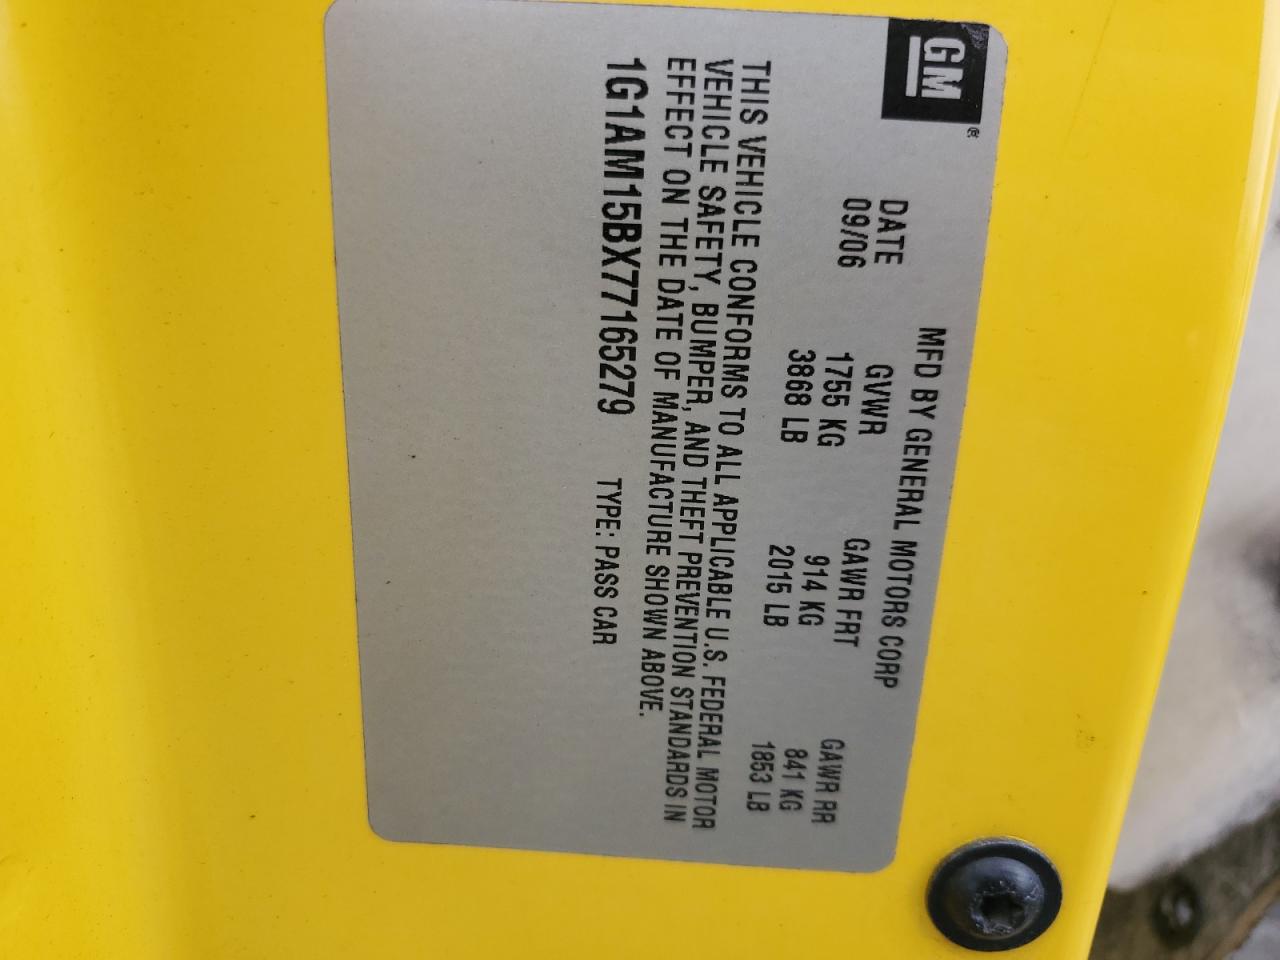 GM®
MFD BY GENERAL MOTORS CORP
DATE GVWR GAWR FRT GAWR RR
09/06 1755 KG 914 KG 841 KG
3868 LB 2015 LB 1853 LB
THIS VEHICLE CONFORMS TO ALL APPLICABLE U.S. FEDERAL MOTOR
VEHICLE SAFETY, BUMPER, AND THEFT PREVENTION STANDARDS IN
EFFECT ON THE DATE OF MANUFACTURE SHOWN ABOVE.
1G1AM15BX77165279 TYPE: PASS CAR